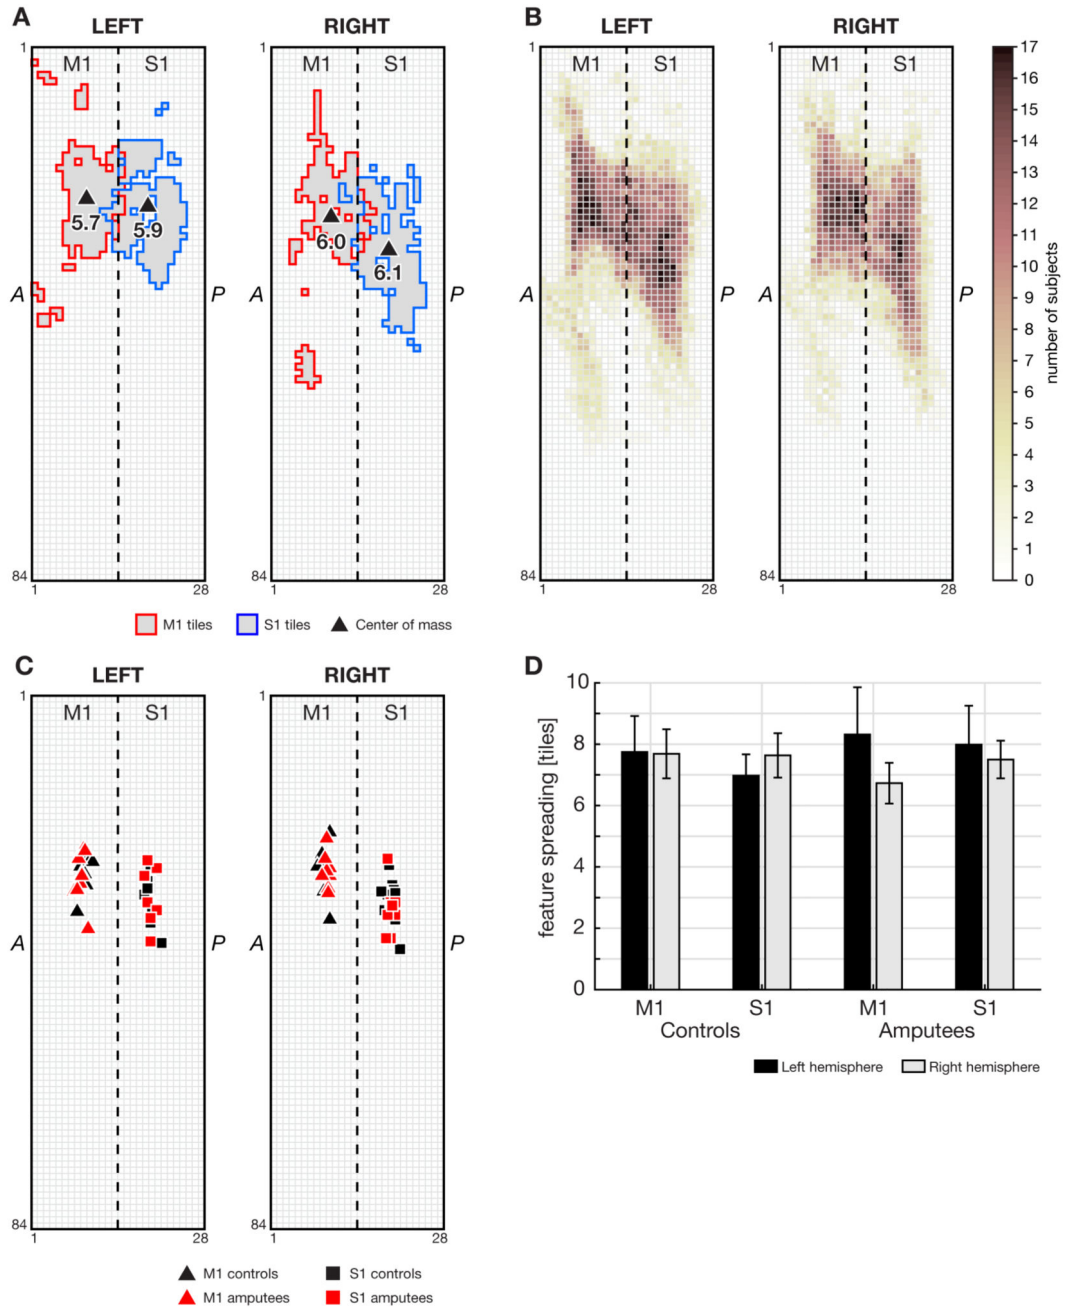 A
LEFT
RIGHT
1
M1
S1
M1
S1
5.7
5.9
6.0
6.1
A
P
84
1
28
1
28
M1 tiles
S1 tiles
Center of mass
B
LEFT
RIGHT
1
M1
S1
M1
S1
A
P
84
1
28
1
28
17
16
15
14
13
12
11
10
9
8
7
6
5
4
3
2
1
0
number of subjects
C
LEFT
RIGHT
1
M1
S1
1
M1
S1
A
P
A
P
84
1
28
84
1
28
M1 controls
S1 controls
M1 amputees
S1 amputees
D
10
8
6
4
2
0
feature spreading [tiles]
M1
S1
M1
S1
Controls
Amputees
Left hemisphere
Right hemisphere